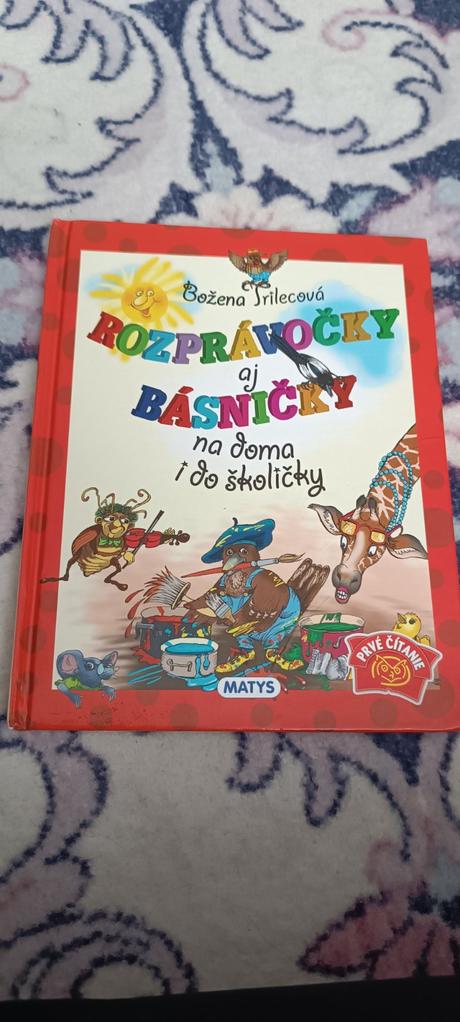 Božena Trilecová
ROZPRÁVOČKY
aj
BÁSNIČKY
na doma
i do školičky
MATYS
PRVÉ ČÍTANIE